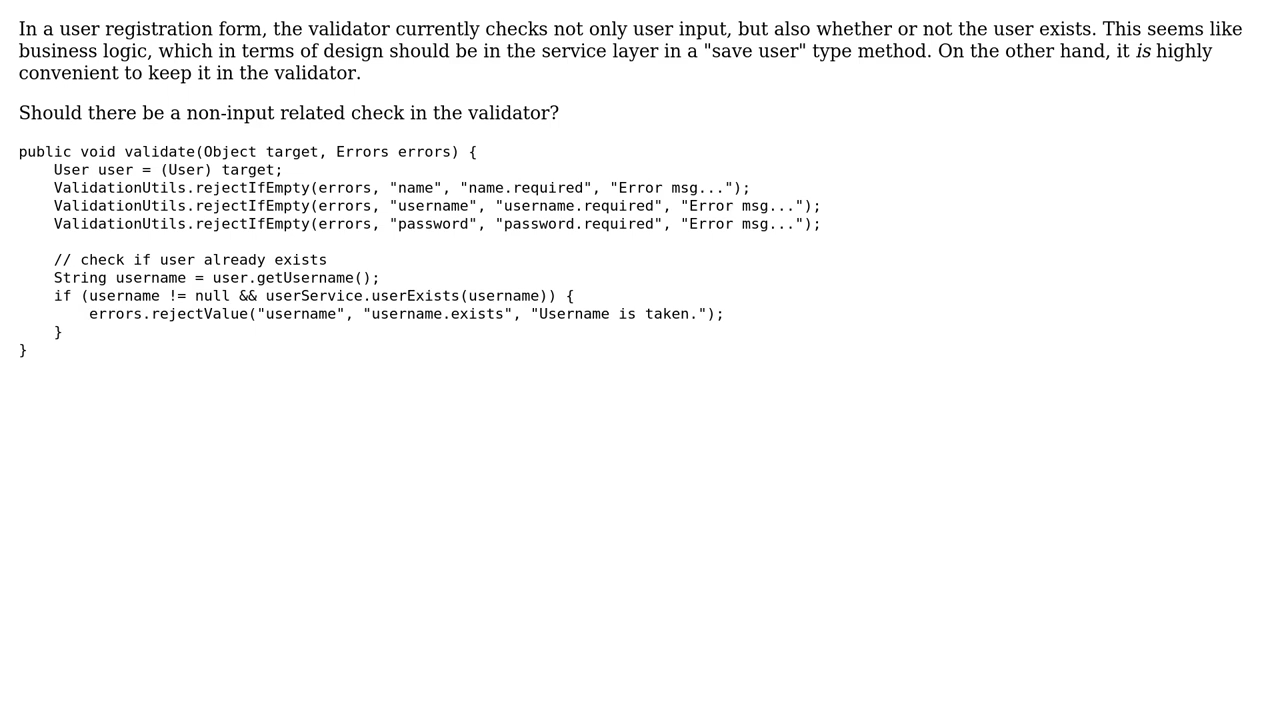 In a user registration form, the validator currently checks not only user input, but also whether or not the user exists. This seems like
business logic, which in terms of design should be in the service layer in a "save user" type method. On the other hand, it is highly
convenient to keep it in the validator.
Should there be a non-input related check in the validator?
public void validate(Object target, Errors errors) {
    User user = (User) target;
    ValidationUtils.rejectIfEmpty(errors, "name", "name.required", "Error msg...");
    ValidationUtils.rejectIfEmpty(errors, "username", "username.required", "Error msg...");
    ValidationUtils.rejectIfEmpty(errors, "password", "password.required", "Error msg...");
    // check if user already exists
    String username = user.getUsername();
    if (username != null && userService.userExists(username)) {
        errors.rejectValue("username", "username.exists", "Username is taken.");
    }
}